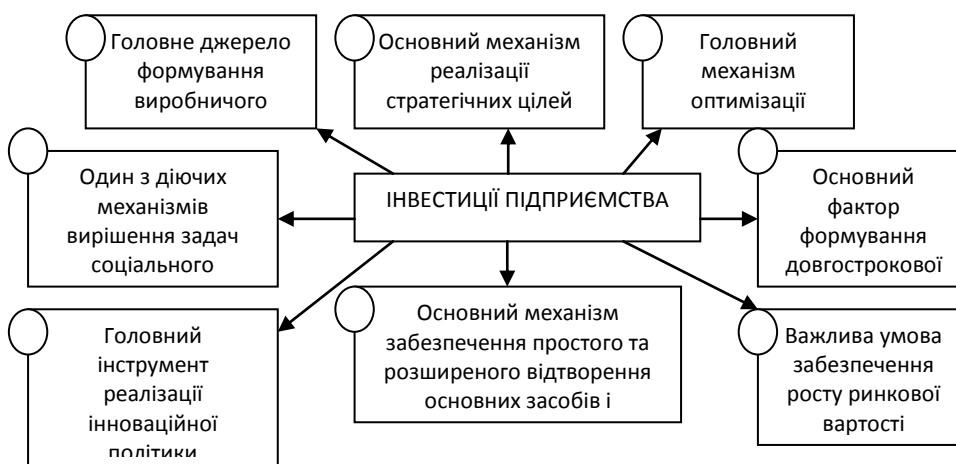 Головне джерело
формування
виробничого
Основний механізм
реалізації
стратегічних цілей
Головний
механізм
оптимізації
Один з діючих
механізмів
вирішення задач
соціального
ІНВЕСТИЦІЇ ПІДПРИЄМСТВА
Основний
фактор
формування
довгострокової
Головний
інструмент
реалізації
інноваційної
політики
Основний механізм
забезпечення простого та
розширеного відтворення
основних засобів і
Важлива умова
забезпечення
росту ринкової
вартості